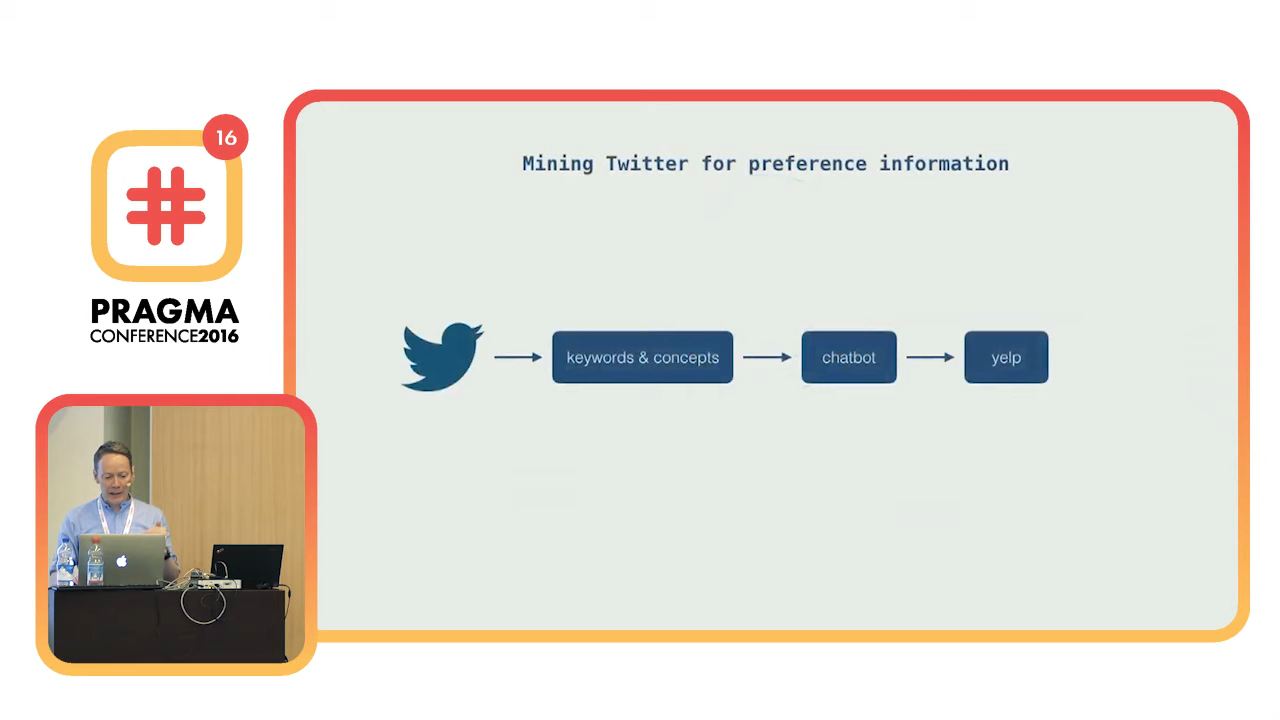 16
PRAGMA
CONFERENCE2016
Mining Twitter for preference information
keywords & concepts
chatbot
yelp